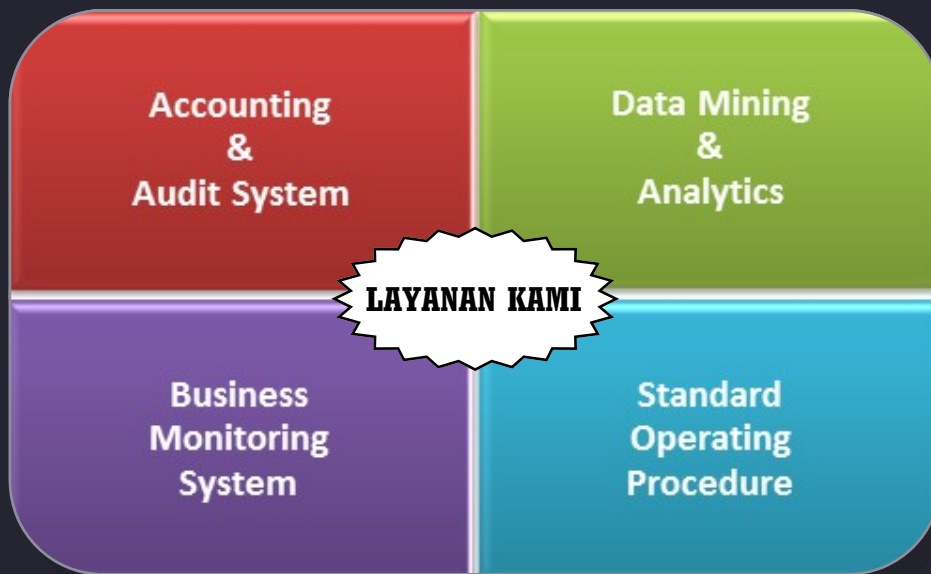 Accounting
&
Audit System
Data Mining
&
Analytics
LAYANAN KAMI
Business
Monitoring
System
Standard
Operating
Procedure